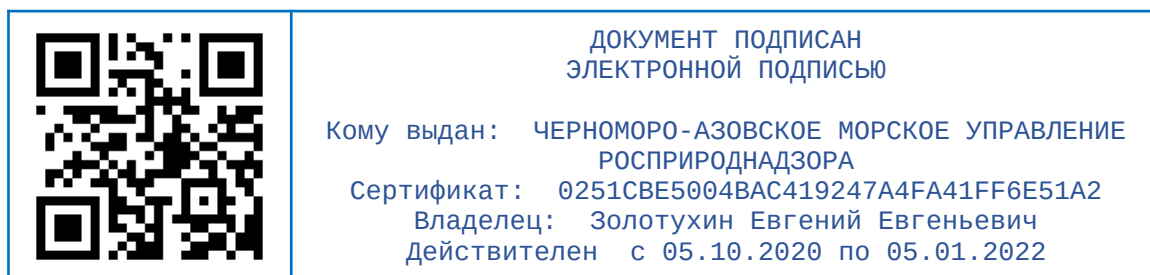 ДОКУМЕНТ ПОДПИСАН
ЭЛЕКТРОННОЙ ПОДПИСЬЮ
Кому выдан: ЧЕРНОМОРО-АЗОВСКОЕ МОРСКОЕ УПРАВЛЕНИЕ
РОСПРИРОДНАДЗОРА
Сертификат: 0251CBE5004BAC419247A4FA41FF6E51A2
Владелец: Золотухин Евгений Евгеньевич
Действителен с 05.10.2020 по 05.01.2022